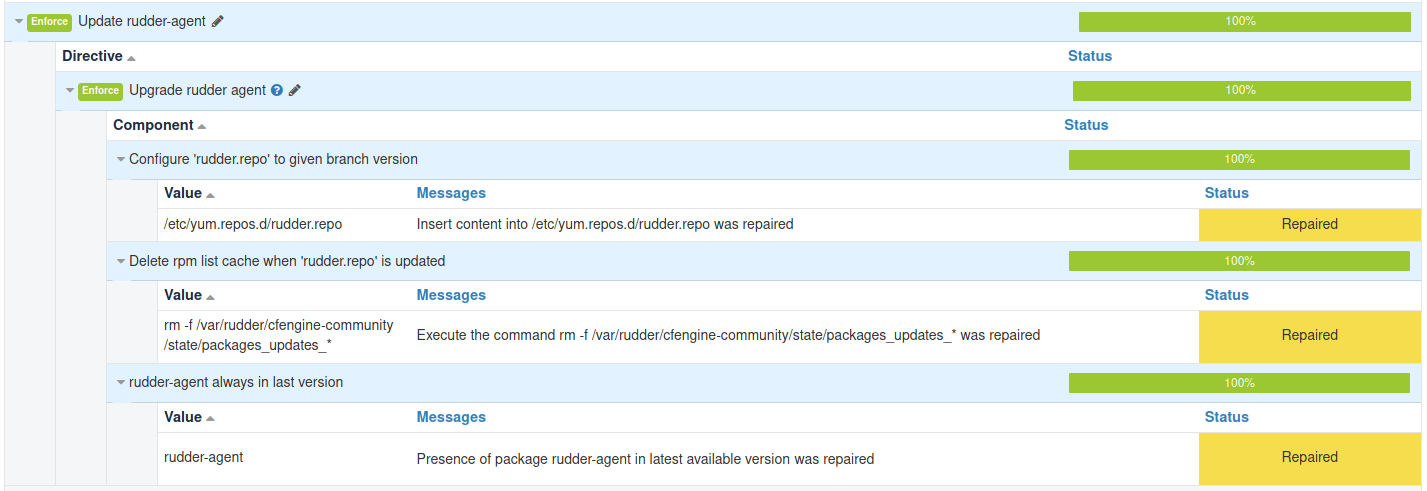 Enforce Update rudder-agent 100%
Directive Status
Enforce Upgrade rudder agent ? 100%
Component Status
Configure 'rudder.repo' to given branch version 100%
Value Messages Status
/etc/yum.repos.d/rudder.repo Insert content into /etc/yum.repos.d/rudder.repo was repaired Repaired
Delete rpm list cache when 'rudder.repo' is updated 100%
Value Messages Status
rm -f /var/rudder/cfengine-community
/state/packages_updates_* Execute the command rm -f /var/rudder/cfengine-community/state/packages_updates_* was repaired Repaired
rudder-agent always in last version 100%
Value Messages Status
rudder-agent Presence of package rudder-agent in latest available version was repaired Repaired